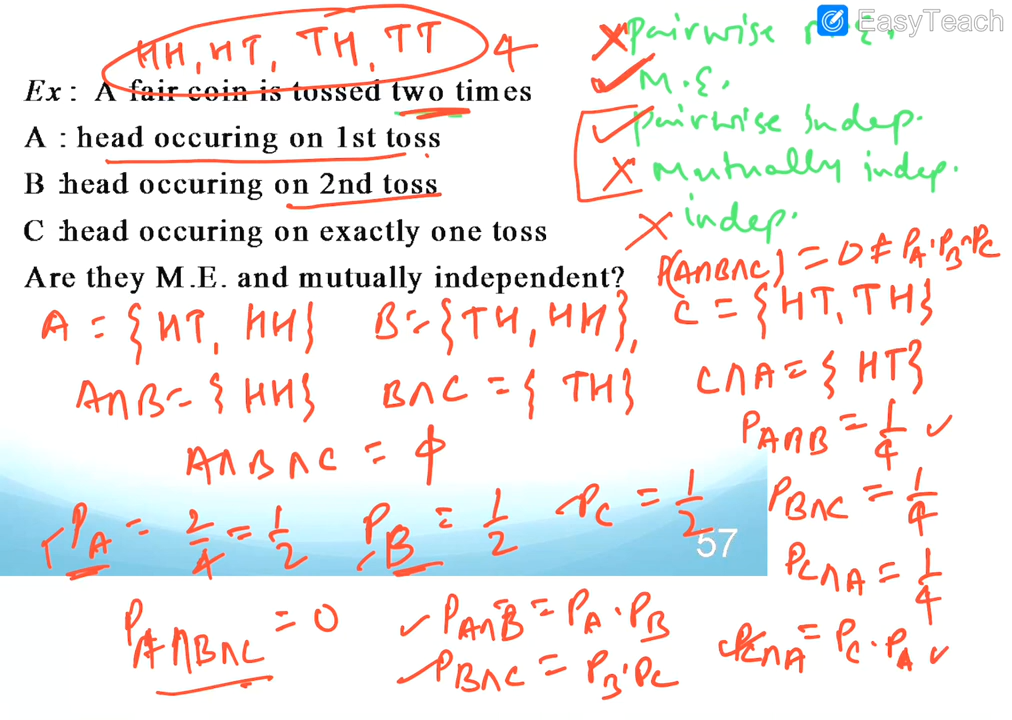 HH, HT, TH, TT 4
EasyTeach
× Pairwise
Ex : A fair coin is tossed two times
✓ M.E.
A : head occuring on 1st toss
✓ Pairwise Indep.
B :head occuring on 2nd toss
× Mutually indep.
C :head occuring on exactly one toss
× indep.
Are they M.E. and mutually independent?
P(A∩B∩C) = 0 ≠ PA·PB·PC
A = {HT, HH} B = {TH, HH}, C = {HT, TH}
A∩B = {HH} B∩C = {TH} C∩A = {HT}
A∩B∩C = ϕ
PA∩B = 1/4 ✓
PB∩C = 1/4
PA = 2/4 = 1/2 PB = 1/2 PC = 1/2
57
PC∩A = 1/4
PA∩B∩C = 0
✓ PA∩B = PA · PB
✓ PB∩C = PB · PC
PC∩A = PC · PA ✓